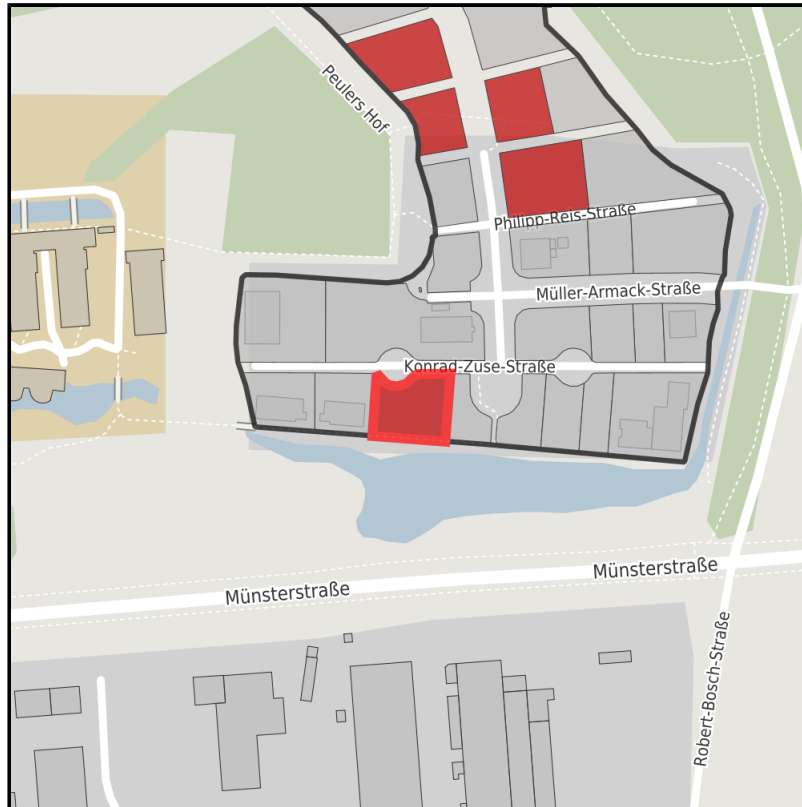 Peulers Hof
Philipp-Reis-Straße
Müller-Armack-Straße
Konrad-Zuse-Straße
Münsterstraße
Münsterstraße
Robert-Bosch-Straße